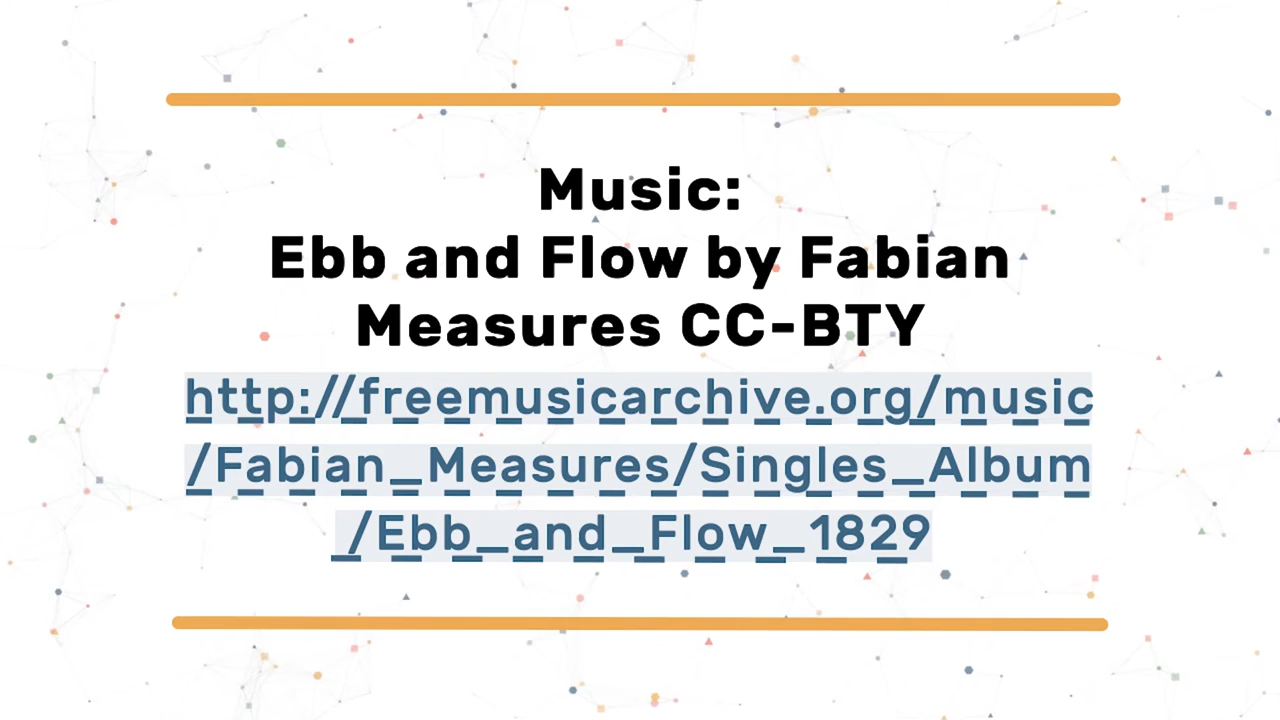 Music:
Ebb and Flow by Fabian
Measures CC-BTY
http://freemusicarchive.org/music
/Fabian_Measures/Singles_Album
/Ebb_and_Flow_1829